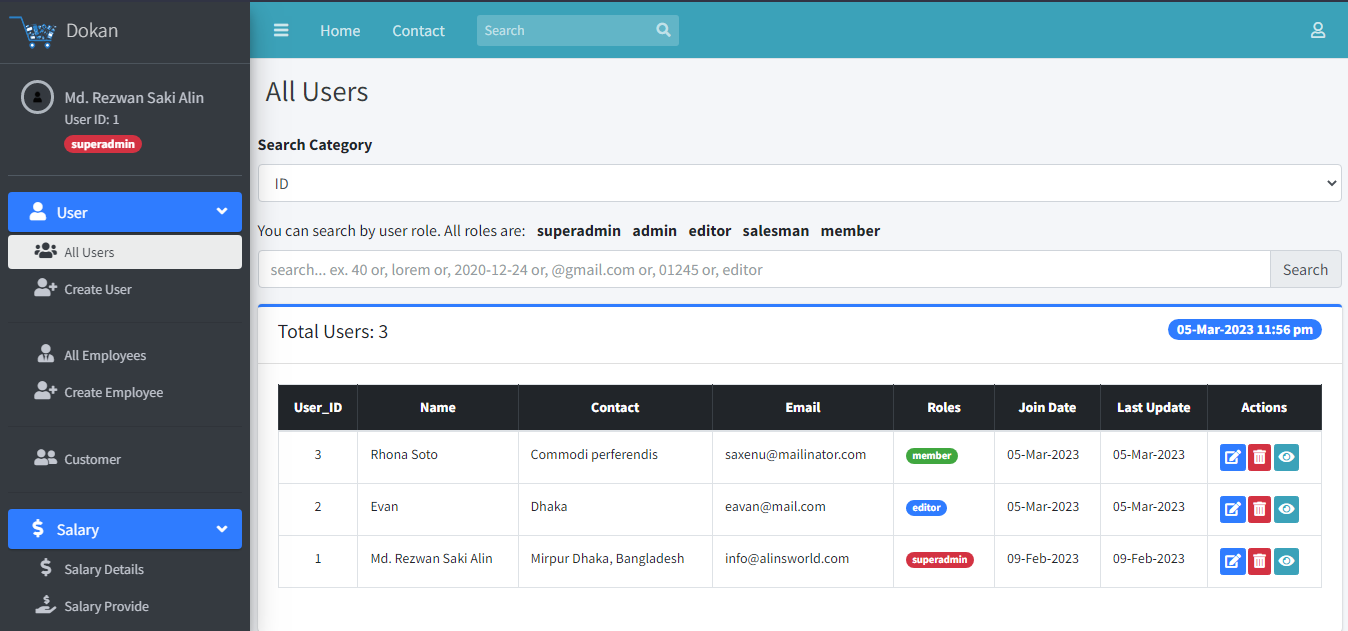 Dokan
Home Contact Search
Md. Rezwan Saki Alin
User ID: 1
superadmin
User
All Users
Create User
All Employees
Create Employee
Customer
Salary
Salary Details
Salary Provide
All Users
Search Category
ID
You can search by user role. All roles are: superadmin admin editor salesman member
search... ex. 40 or, lorem or, 2020-12-24 or, @gmail.com or, 01245 or, editor Search
Total Users: 3 05-Mar-2023 11:56 pm
User_ID Name Contact Email Roles Join Date Last Update Actions
3 Rhona Soto Commodi perferendis saxenu@mailinator.com member 05-Mar-2023 05-Mar-2023
2 Evan Dhaka eavan@mail.com editor 05-Mar-2023 05-Mar-2023
1 Md. Rezwan Saki Alin Mirpur Dhaka, Bangladesh info@alinsworld.com superadmin 09-Feb-2023 09-Feb-2023